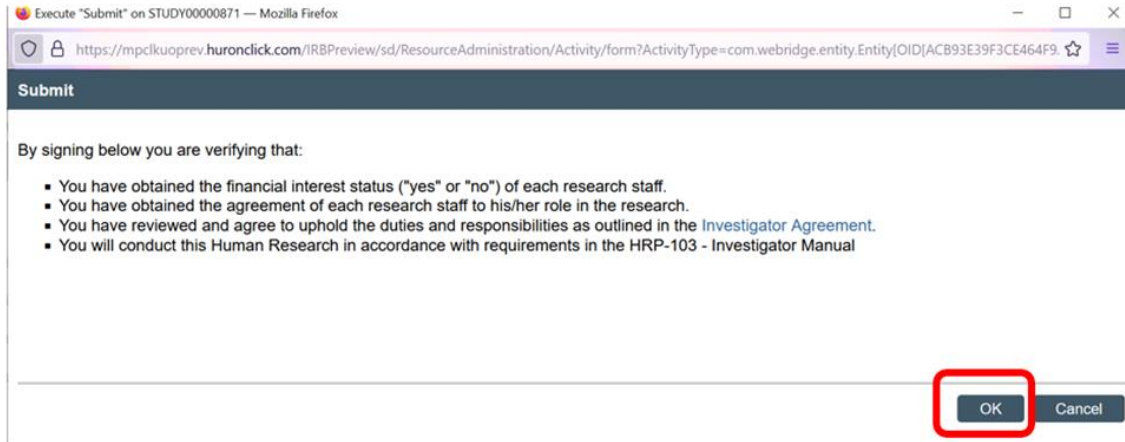 Execute "Submit" on STUDY00000871 — Mozilla Firefox
https://mpclkuoprev.huronclick.com/IRBPreview/sd/ResourceAdministration/Activity/form?ActivityType=com.webridge.entity.Entity[OID[ACB93E39F3CE464F9.
Submit
By signing below you are verifying that:
▪ You have obtained the financial interest status ("yes" or "no") of each research staff.
▪ You have obtained the agreement of each research staff to his/her role in the research.
▪ You have reviewed and agree to uphold the duties and responsibilities as outlined in the Investigator Agreement.
▪ You will conduct this Human Research in accordance with requirements in the HRP-103 - Investigator Manual
OK Cancel